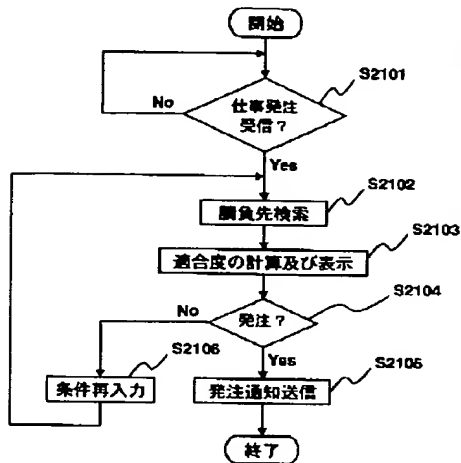 開始
S2101
仕事発注
受信？
No
Yes
S2102
請負先検索
S2103
適合度の計算及び表示
S2104
発注？
No
Yes
S2106
条件再入力
S2105
発注通知送信
終了